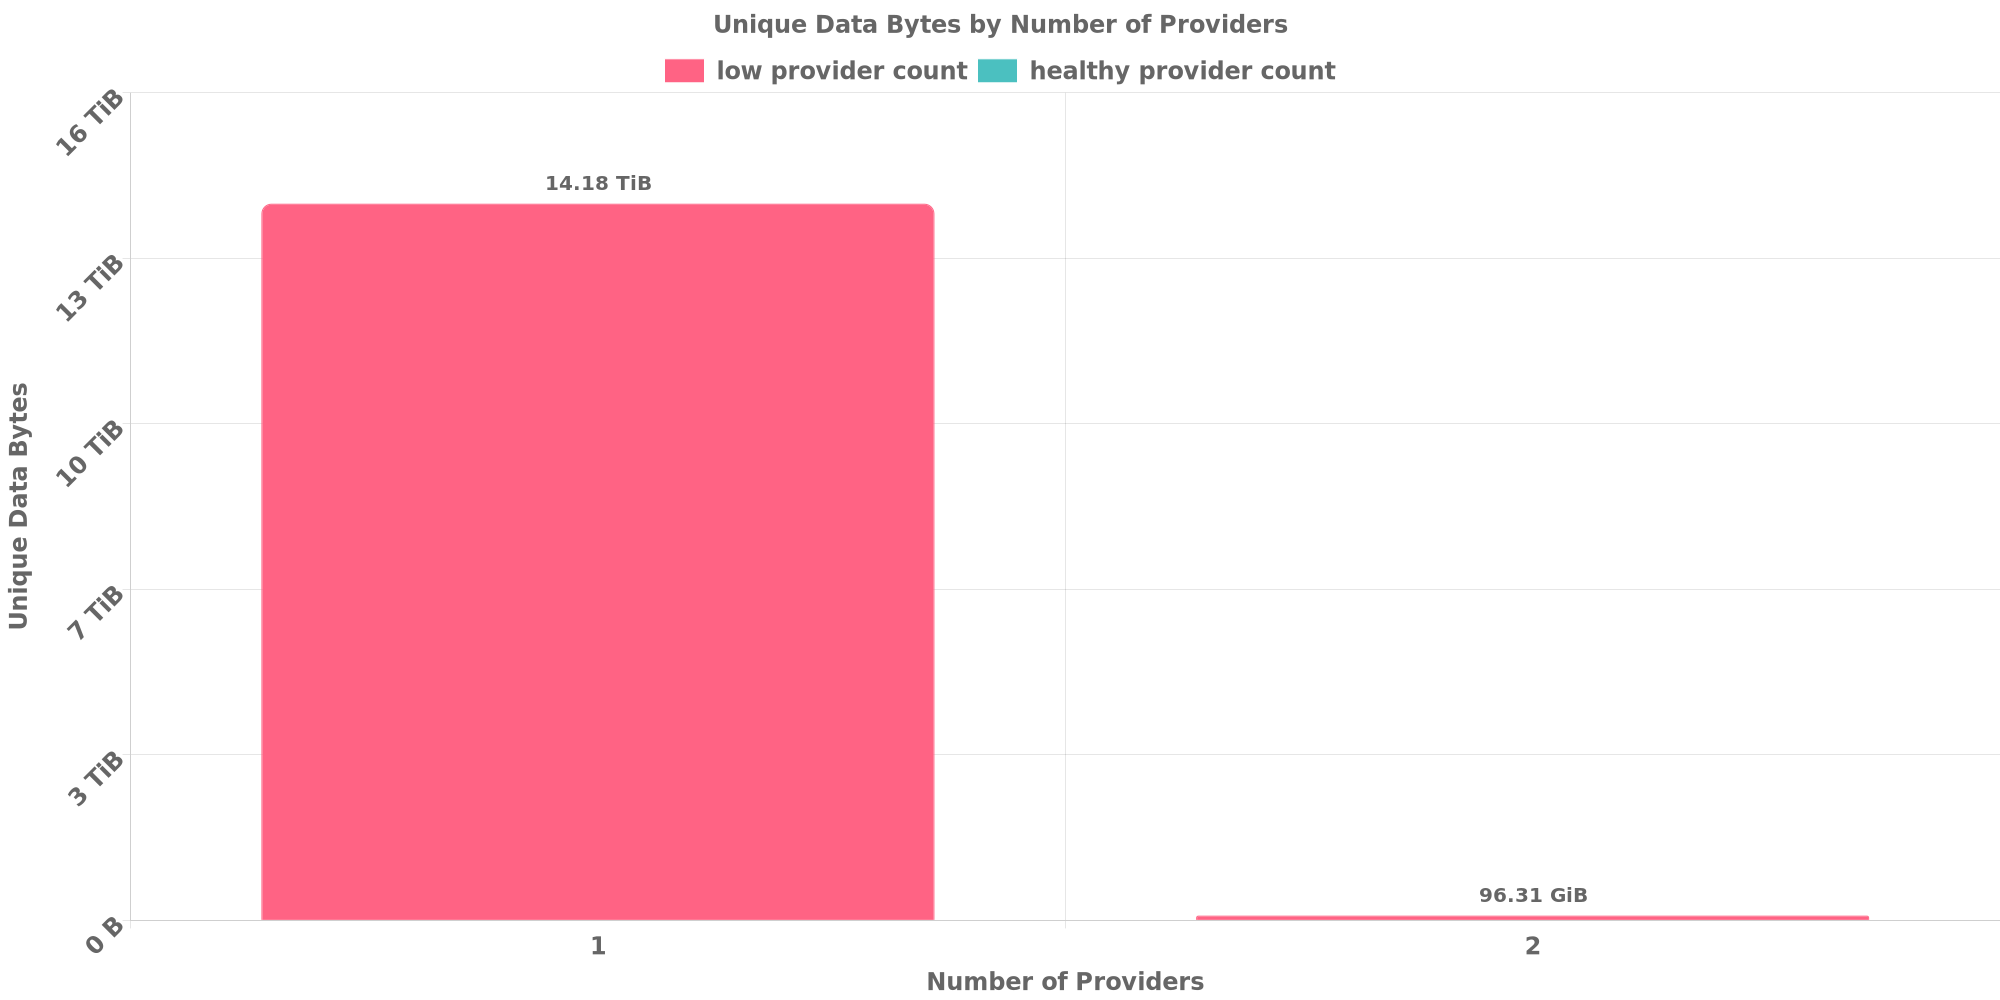 Unique Data Bytes by Number of Providers
low provider count healthy provider count
16 TiB
14.18 TiB
13 TiB
10 TiB
Unique Data Bytes
7 TiB
3 TiB
96.31 GiB
0 B
1 2
Number of Providers